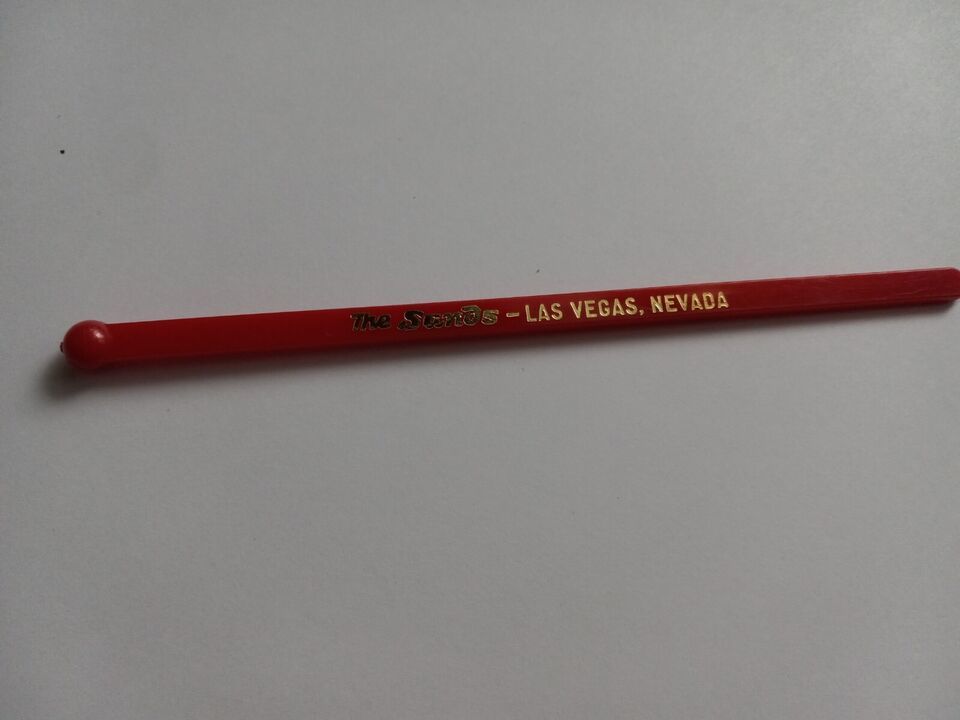 The Sands - LAS VEGAS, NEVADA